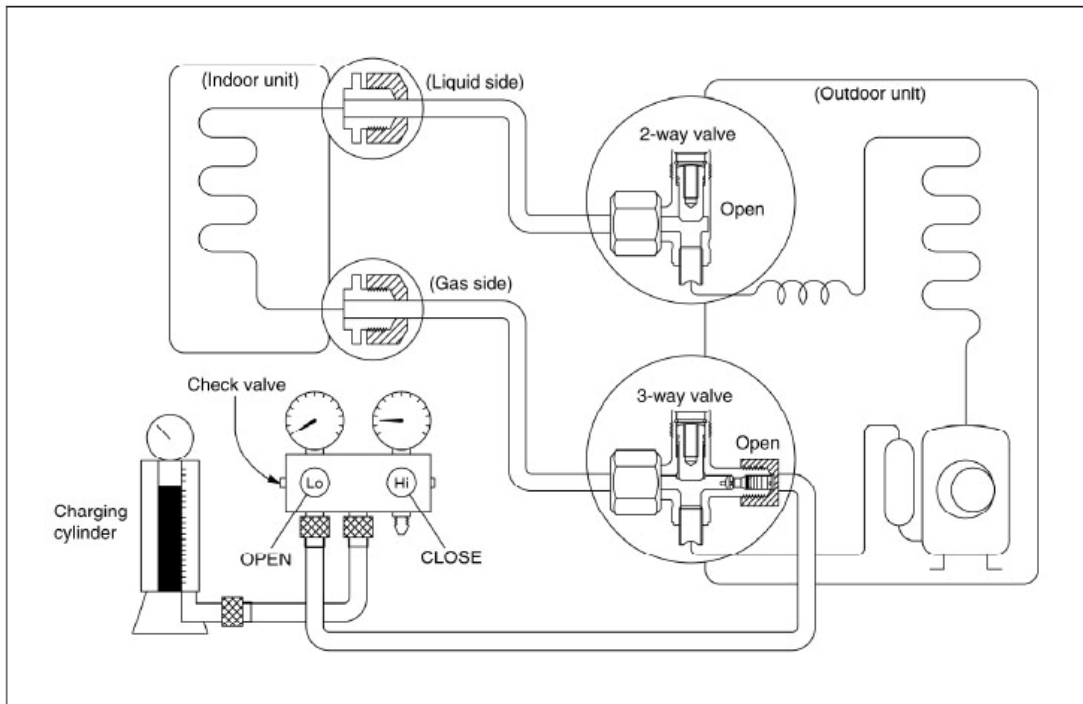 (Indoor unit)
(Liquid side)
(Outdoor unit)
2-way valve
Open
(Gas side)
Check valve
3-way valve
Open
Lo
Hi
Charging
cylinder
OPEN
CLOSE